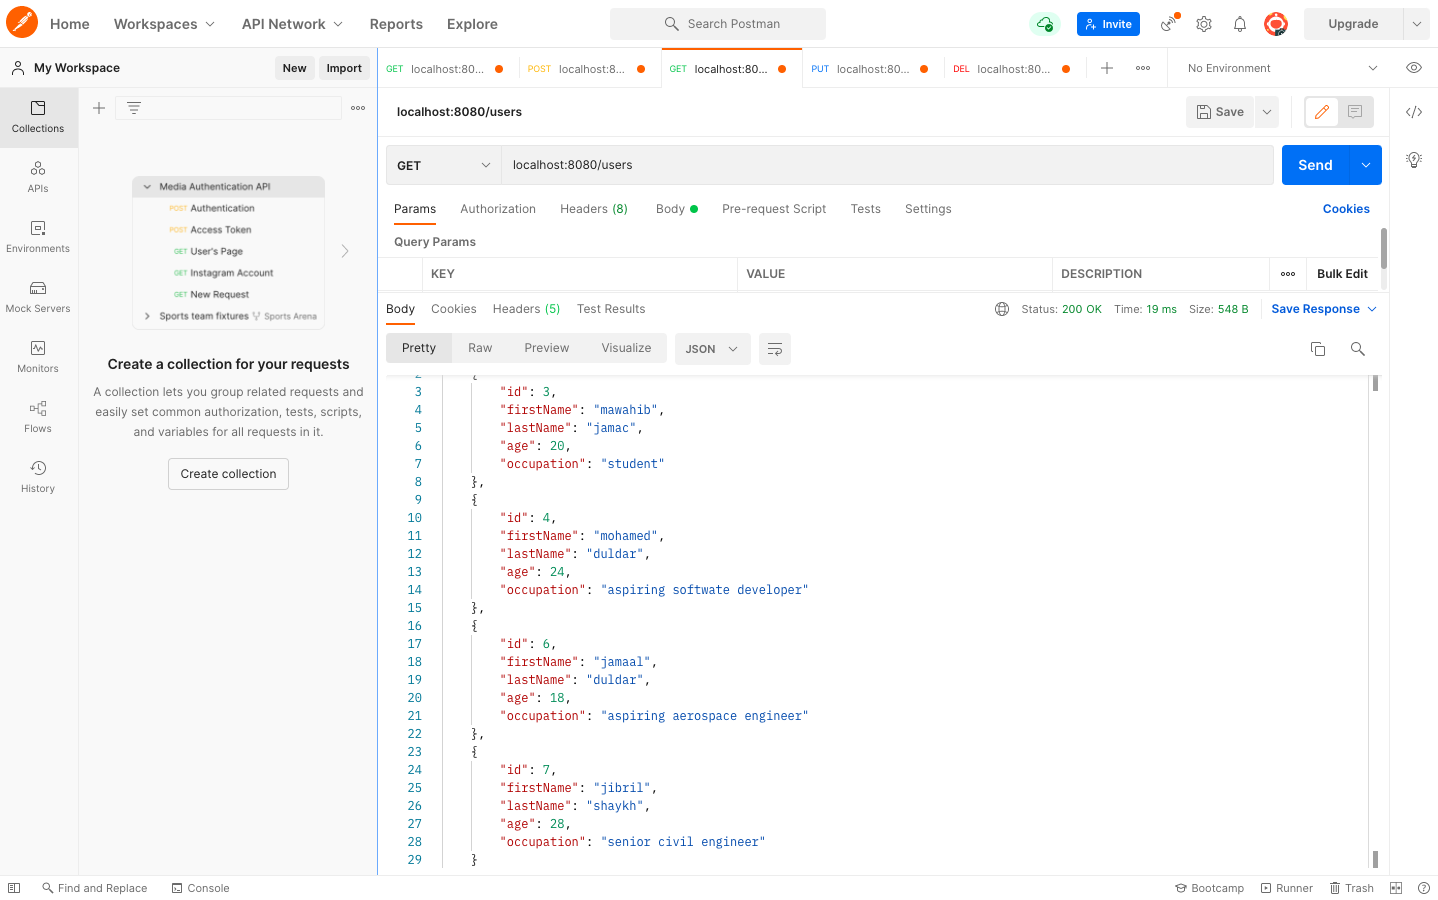 Home Workspaces API Network Reports Explore Search Postman Invite Upgrade
My Workspace New Import GET localhost:80... POST localhost:8... GET localhost:80... PUT localhost:80... DEL localhost:80... No Environment
Collections
APIs
Environments
Mock Servers
Monitors
Flows
History
Media Authentication API
POST Authentication
POST Access Token
GET User's Page
GET Instagram Account
GET New Request
Sports team fixtures Sports Arena
Create a collection for your requests
A collection lets you group related requests and
easily set common authorization, tests, scripts,
and variables for all requests in it.
Create collection
localhost:8080/users Save
GET localhost:8080/users Send
Params Authorization Headers (8) Body Pre-request Script Tests Settings Cookies
Query Params
KEY VALUE DESCRIPTION Bulk Edit
Body Cookies Headers (5) Test Results Status: 200 OK Time: 19 ms Size: 548 B Save Response
Pretty Raw Preview Visualize JSON
2 {
3 "id": 3,
4 "firstName": "mawahib",
5 "lastName": "jamac",
6 "age": 20,
7 "occupation": "student"
8 },
9 {
10 "id": 4,
11 "firstName": "mohamed",
12 "lastName": "duldar",
13 "age": 24,
14 "occupation": "aspiring softwate developer"
15 },
16 {
17 "id": 6,
18 "firstName": "jamaal",
19 "lastName": "duldar",
20 "age": 18,
21 "occupation": "aspiring aerospace engineer"
22 },
23 {
24 "id": 7,
25 "firstName": "jibril",
26 "lastName": "shaykh",
27 "age": 28,
28 "occupation": "senior civil engineer"
29 }
Find and Replace Console Bootcamp Runner Trash